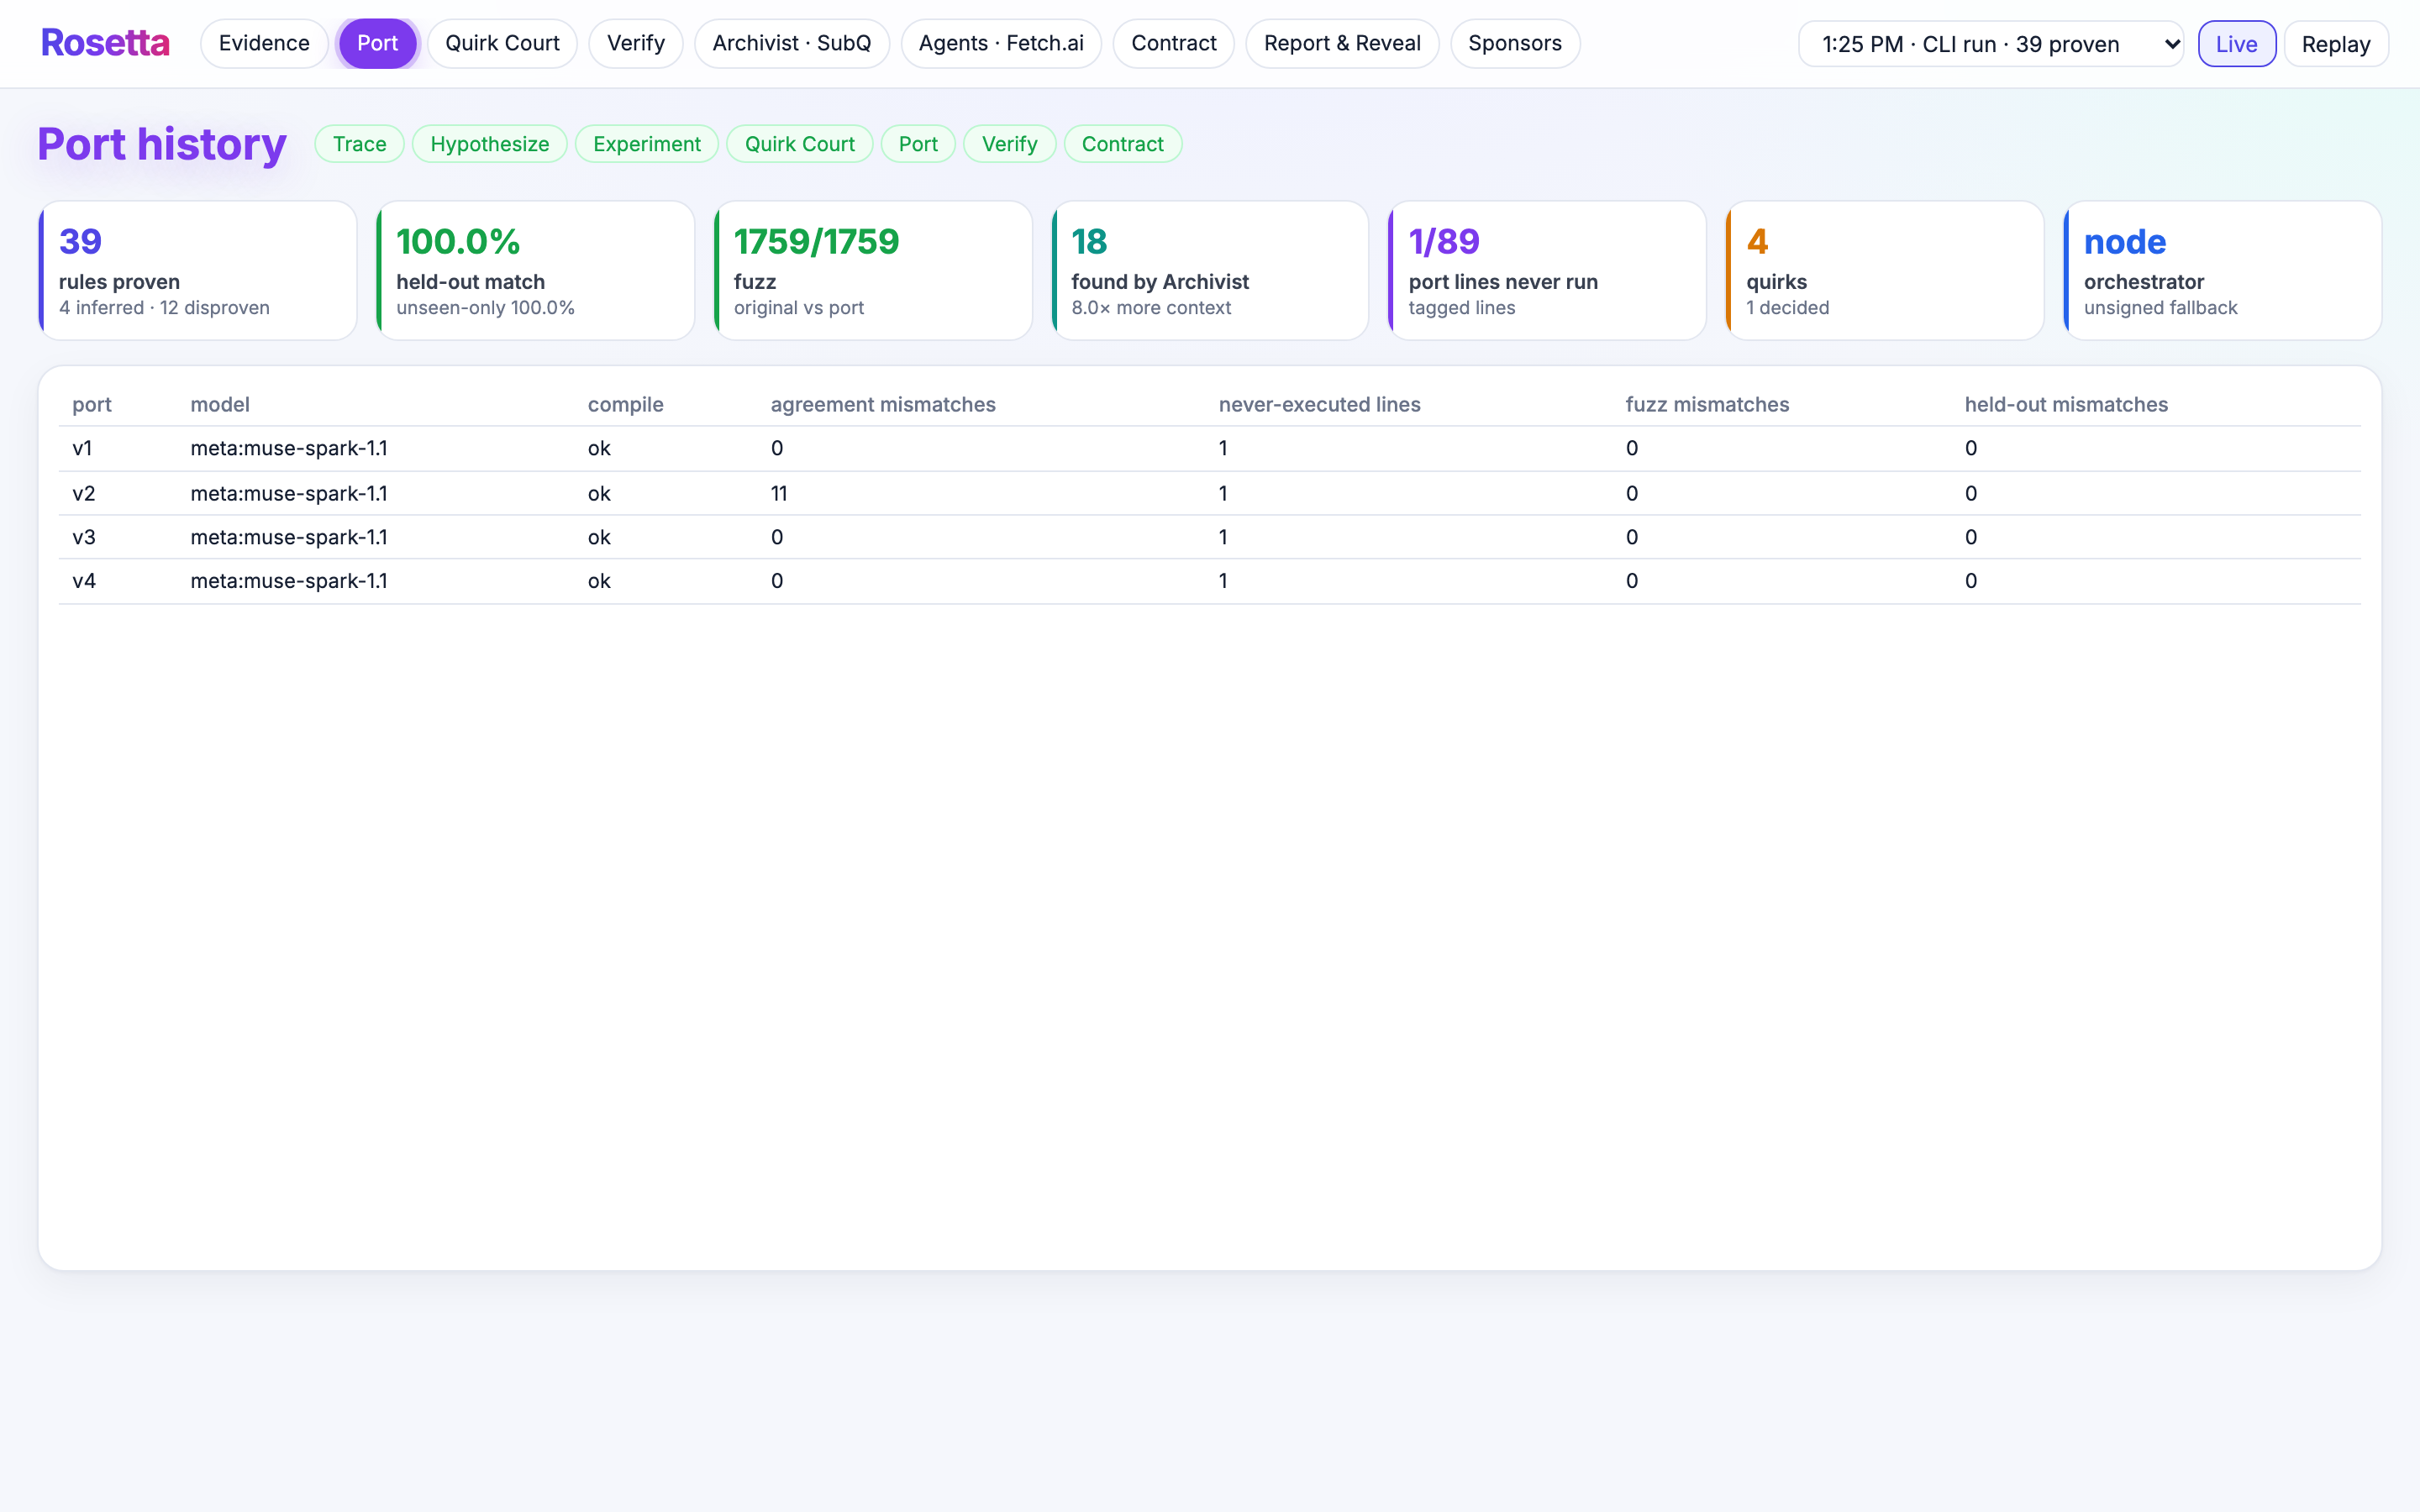 Rosetta Evidence Port Quirk Court Verify Archivist · SubQ Agents · Fetch.ai Contract Report & Reveal Sponsors 1:25 PM · CLI run · 39 proven Live Replay
Port history Trace Hypothesize Experiment Quirk Court Port Verify Contract
39 100.0% 1759/1759 18 1/89 4 node
rules proven held-out match fuzz found by Archivist port lines never run quirks orchestrator
4 inferred · 12 disproven unseen-only 100.0% original vs port 8.0× more context tagged lines 1 decided unsigned fallback
port model compile agreement mismatches never-executed lines fuzz mismatches held-out mismatches
v1 meta:muse-spark-1.1 ok 0 1 0 0
v2 meta:muse-spark-1.1 ok 11 1 0 0
v3 meta:muse-spark-1.1 ok 0 1 0 0
v4 meta:muse-spark-1.1 ok 0 1 0 0